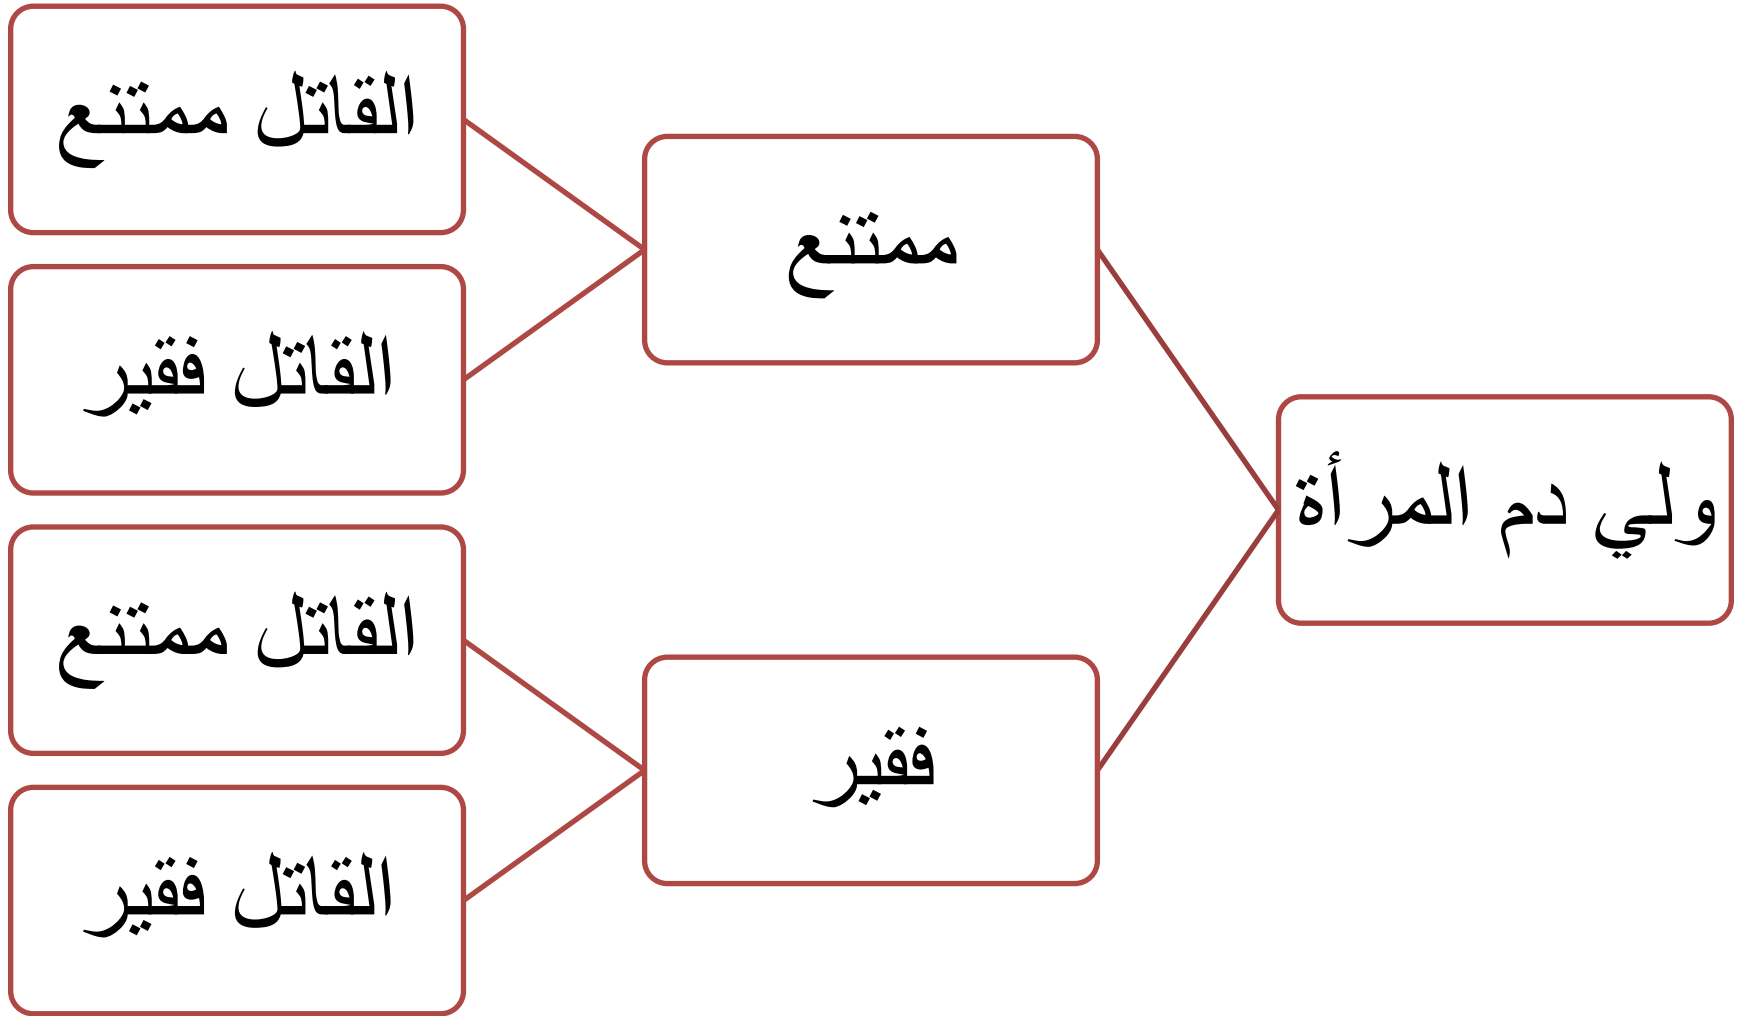 ولي دم المرأة
ممتنع
القاتل ممتنع
القاتل فقير
فقير
القاتل ممتنع
القاتل فقير